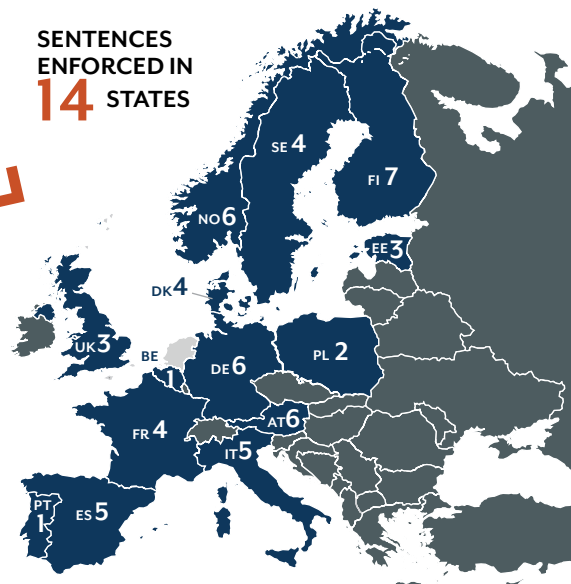 SENTENCES
ENFORCED IN
14 STATES
SE 4
FI 7
NO 6
EE 3
DK 4
UK 3
BE
1
DE 6
PL 2
FR 4
AT 6
IT 5
PT
1
ES 5